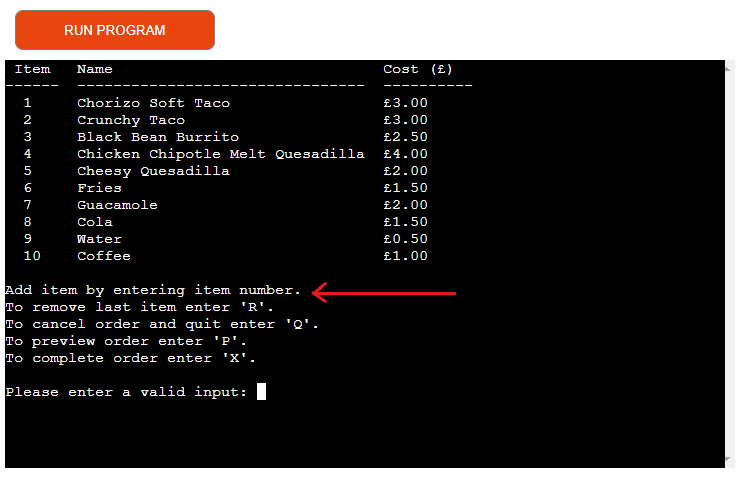 RUN PROGRAM
Item Name Cost (£)
------ -------------------------------- ----------
1 Chorizo Soft Taco £3.00
2 Crunchy Taco £3.00
3 Black Bean Burrito £2.50
4 Chicken Chipotle Melt Quesadilla £4.00
5 Cheesy Quesadilla £2.00
6 Fries £1.50
7 Guacamole £2.00
8 Cola £1.50
9 Water £0.50
10 Coffee £1.00
Add item by entering item number.
To remove last item enter 'R'.
To cancel order and quit enter 'Q'.
To preview order enter 'P'.
To complete order enter 'X'.
Please enter a valid input: